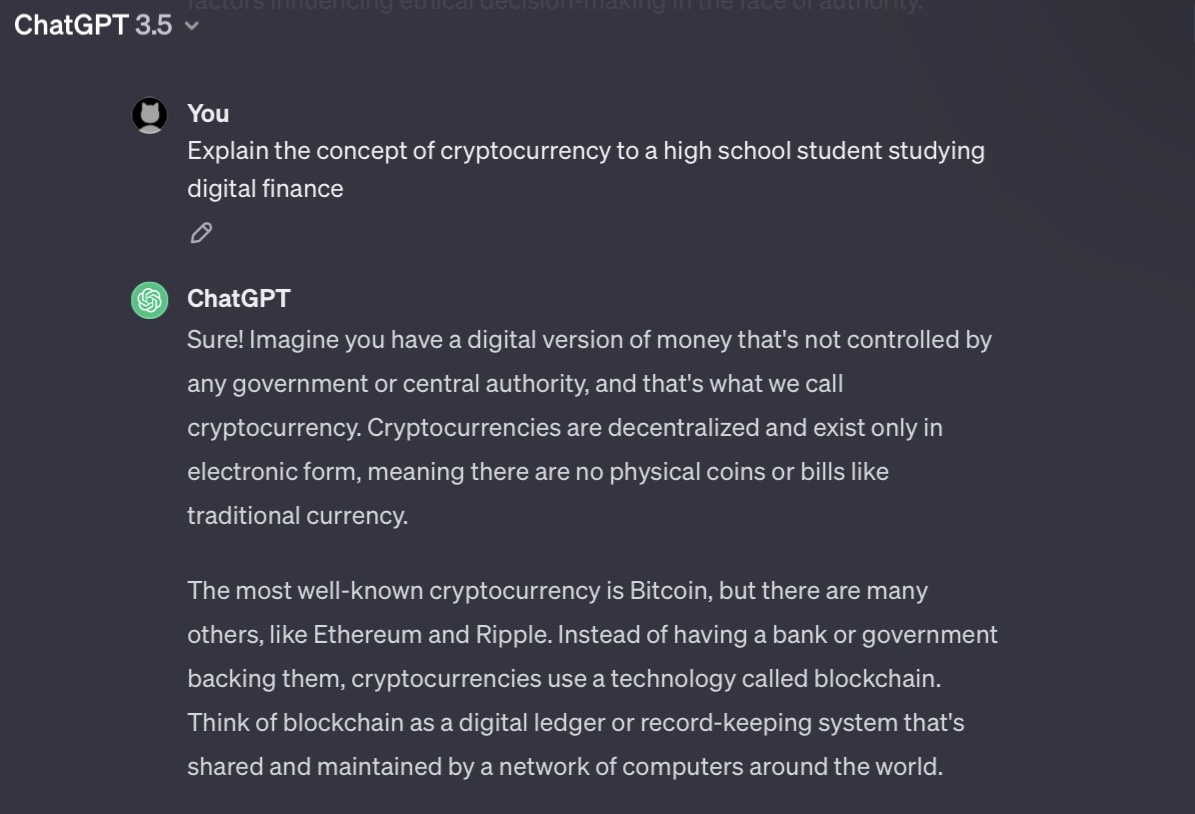 factors influencing ethical decision-making in the face of authority.
ChatGPT 3.5
You
Explain the concept of cryptocurrency to a high school student studying
digital finance
ChatGPT
Sure! Imagine you have a digital version of money that's not controlled by
any government or central authority, and that's what we call
cryptocurrency. Cryptocurrencies are decentralized and exist only in
electronic form, meaning there are no physical coins or bills like
traditional currency.
The most well-known cryptocurrency is Bitcoin, but there are many
others, like Ethereum and Ripple. Instead of having a bank or government
backing them, cryptocurrencies use a technology called blockchain.
Think of blockchain as a digital ledger or record-keeping system that's
shared and maintained by a network of computers around the world.